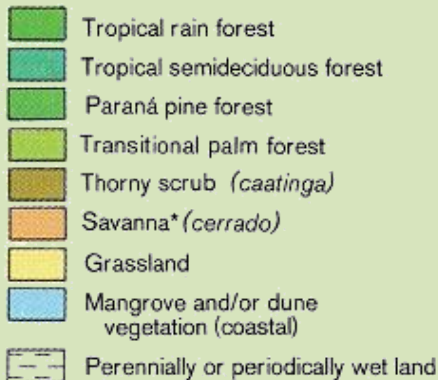 Tropical rain forest
Tropical semideciduous forest
Paraná pine forest
Transitional palm forest
Thorny scrub (caatinga)
Savanna* (cerrado)
Grassland
Mangrove and/or dune
vegetation (coastal)
Perennially or periodically wet land